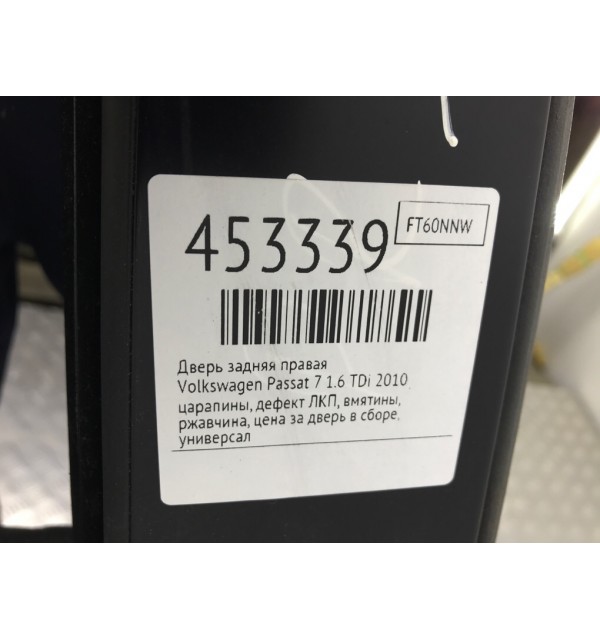 453339
FT60NNW
Дверь задняя правая
Volkswagen Passat 7 1.6 TDi 2010
царапины, дефект ЛКП, вмятины,
ржавчина, цена за дверь в сборе,
универсал